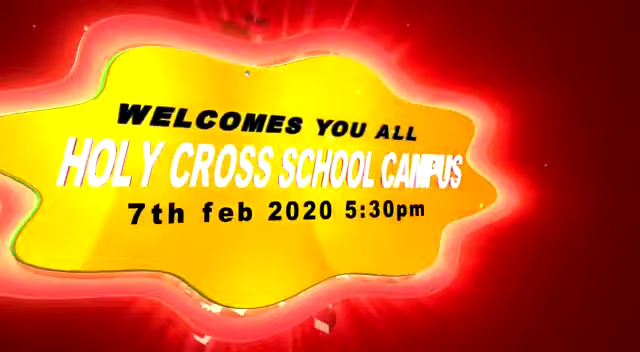 WELCOMES YOU ALL
HOLY CROSS SCHOOL CAMPUS
7th feb 2020 5:30pm